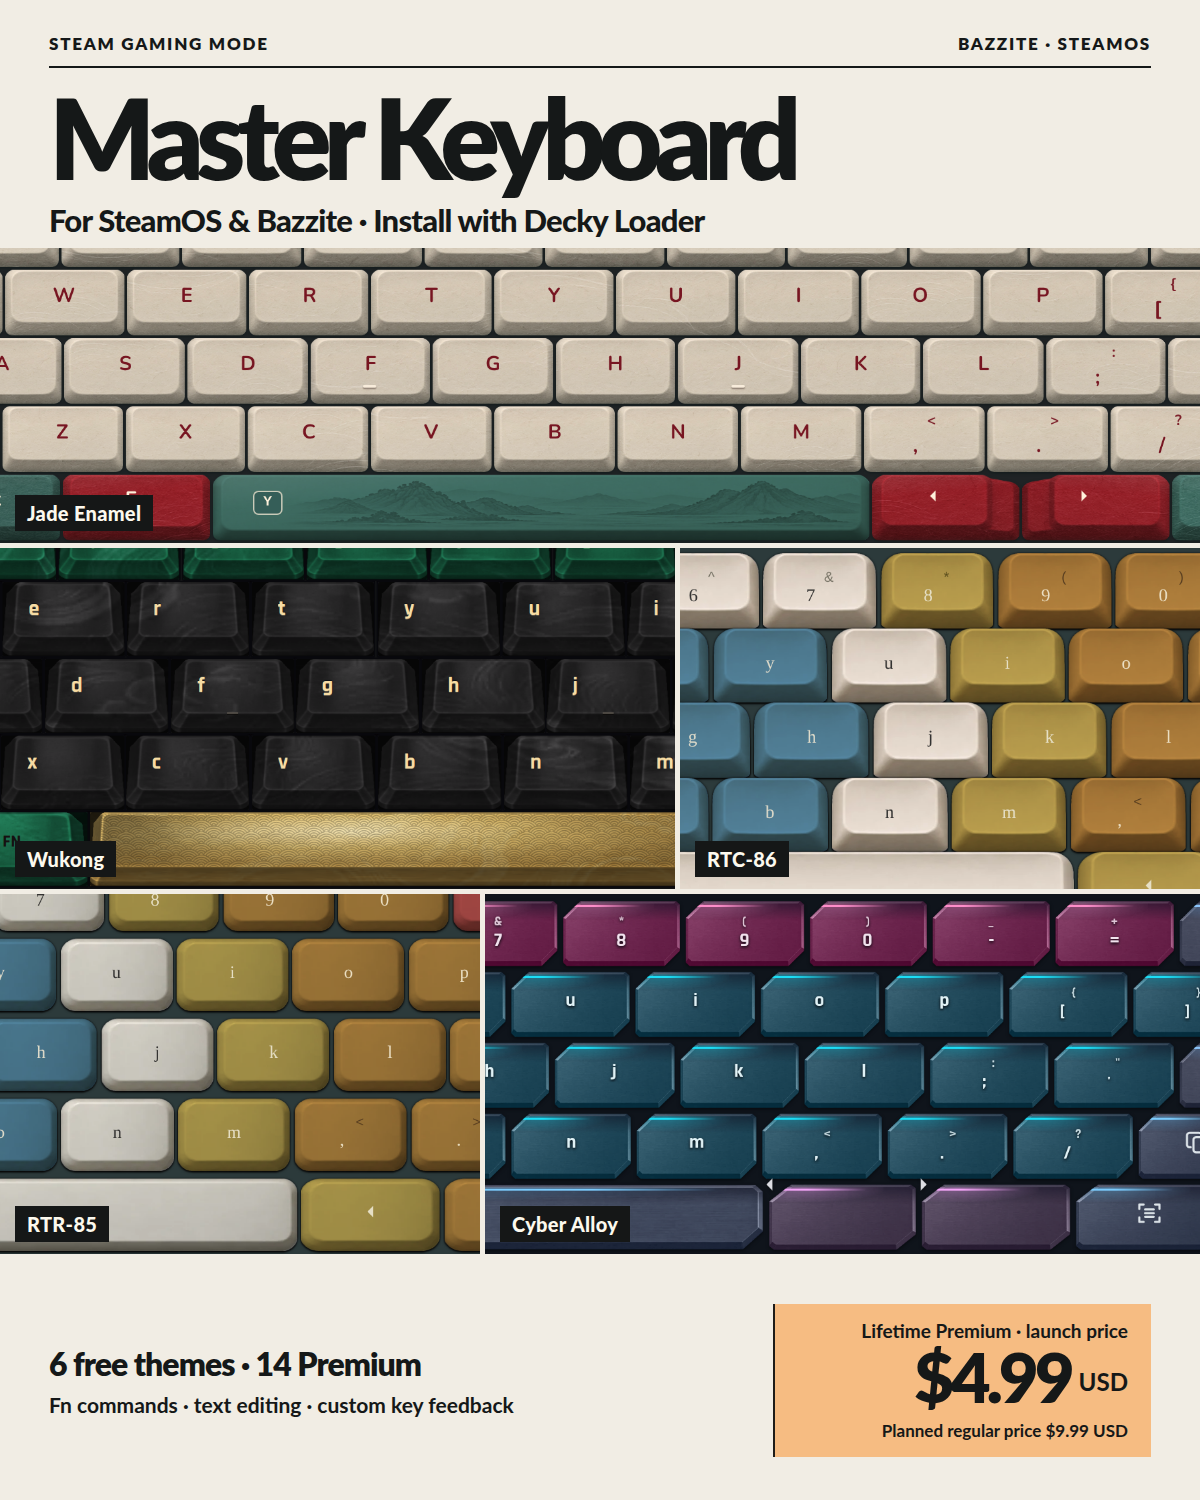 STEAM GAMING MODE
BAZZITE · STEAMOS
Master Keyboard
For SteamOS & Bazzite · Install with Decky Loader
W E R T Y U I O P { [
A S D F G H J K L : ;
Z X C V B N M < , > . ? /
Y
Jade Enamel
e r t y u i
d f g h j
x c v b n m
FN
Wukong
^ 6 & 7 * 8 ( 9 ) 0
y u i o
g h j k l
b n m < ,
RTC-86
7 8 9 0
y u i o p
h j k l
b n m < , > .
RTR-85
& 7 * 8 ( 9 ) 0 _ - + =
u i o p { [ } ]
h j k l : ; " '
n m < , > . ? /
Cyber Alloy
6 free themes · 14 Premium
Fn commands · text editing · custom key feedback
Lifetime Premium · launch price
$4.99 USD
Planned regular price $9.99 USD